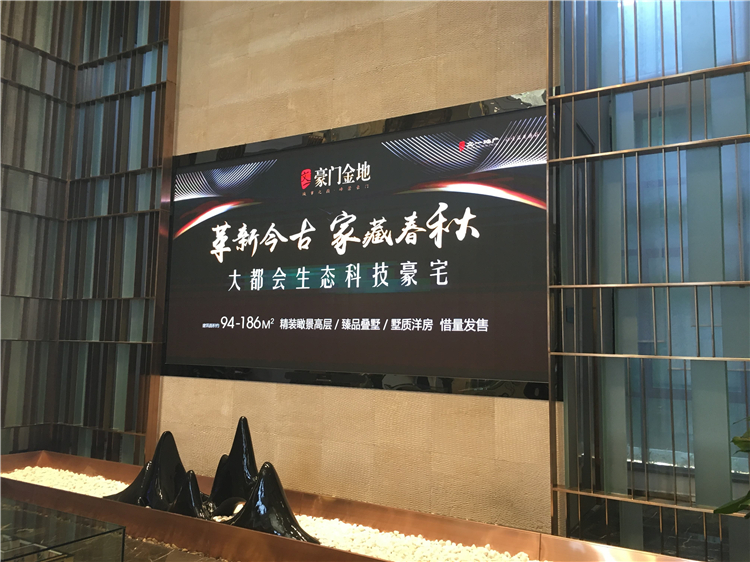 豪门金地
革新今古 家藏春秋
大都会生态科技豪宅
94-186M² 精装瞰景高层/臻品叠墅/墅质洋房 惜量发售